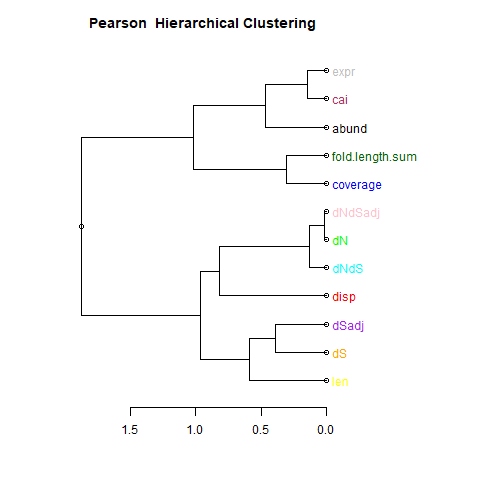 Pearson  Hierarchical Clustering
expr
cai
abund
fold.length.sum
coverage
dNdSadj
dN
dNdS
disp
dSadj
dS
len
1.5 1.0 0.5 0.0